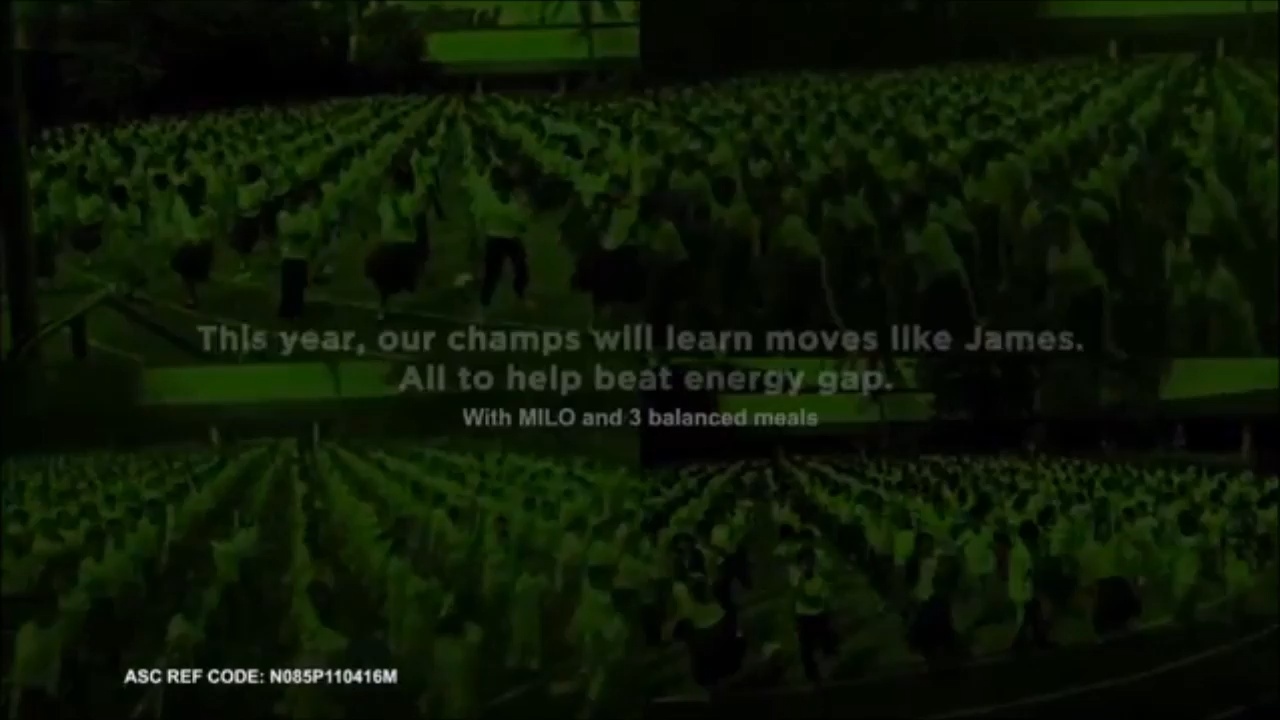 This year, our champs will learn moves like James.
All to help beat energy gap.
With MILO and 3 balanced meals
ASC REF CODE: N085P110416M